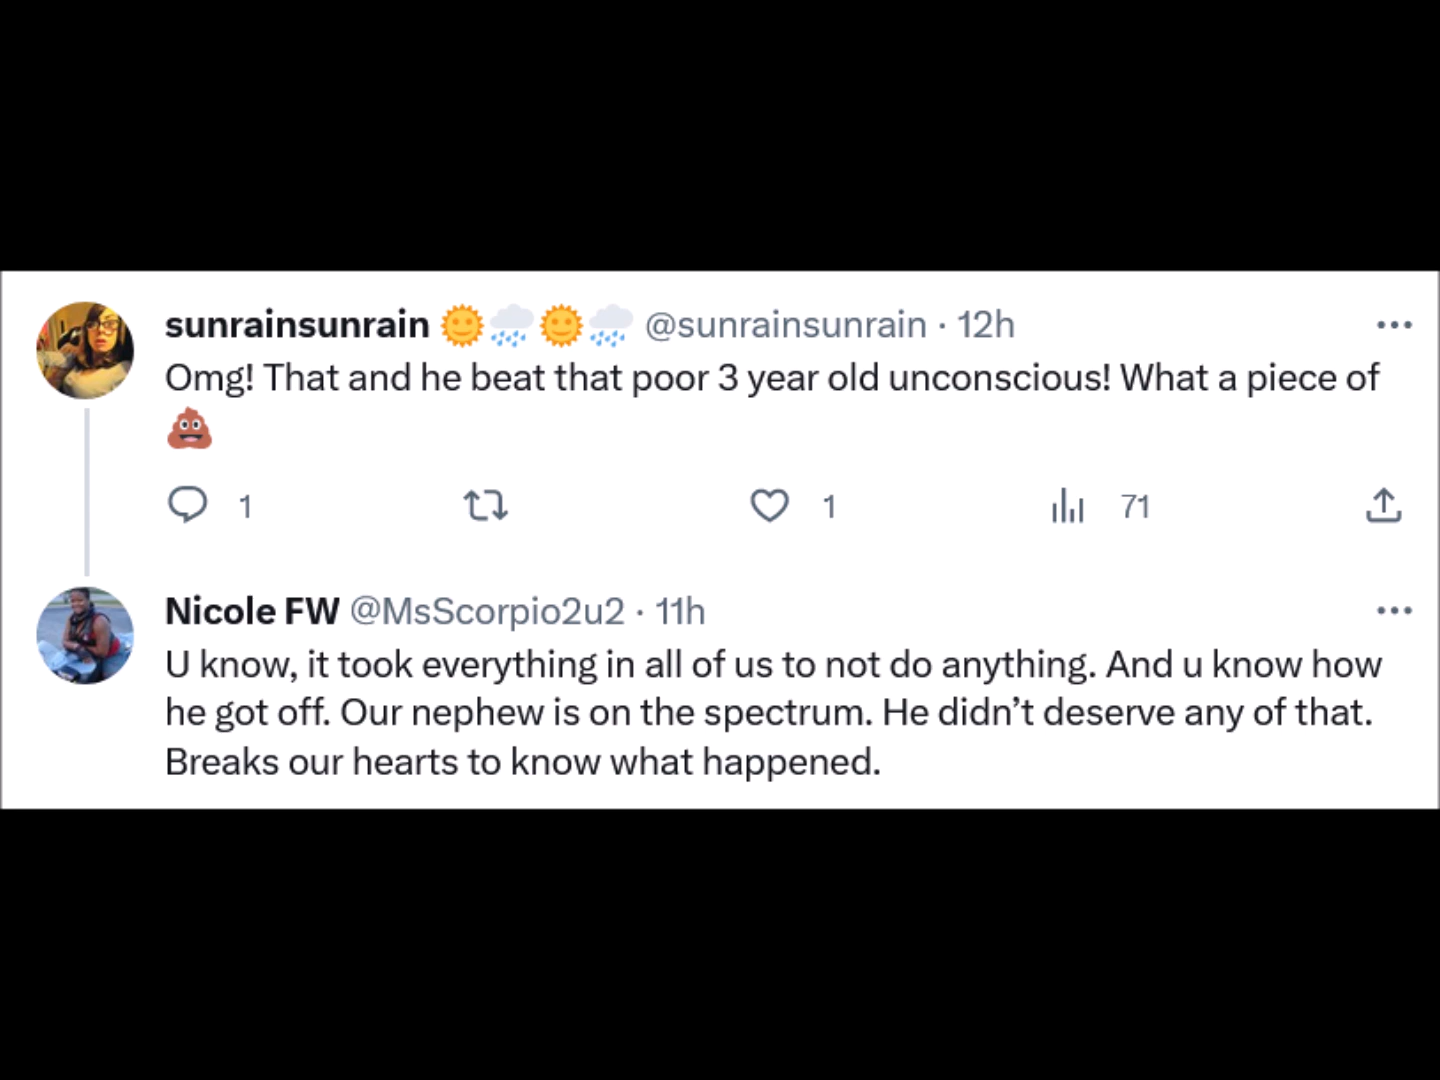 sunrainsunrain 🌞🌧️🌞🌧️ @sunrainsunrain · 12h
Omg! That and he beat that poor 3 year old unconscious! What a piece of
💩
1 1 71
Nicole FW @MsScorpio2u2 · 11h
U know, it took everything in all of us to not do anything. And u know how
he got off. Our nephew is on the spectrum. He didn’t deserve any of that.
Breaks our hearts to know what happened.